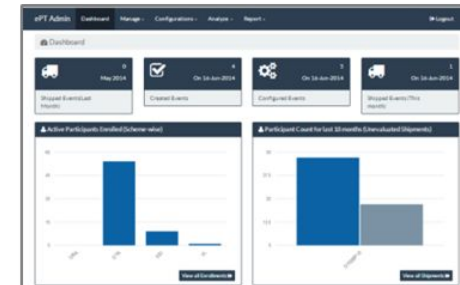 ePT Admin Dashboard Manage Configurations Analyze Report Logout
Dashboard
0
May 2014
Shipped Events(Last Month)
4
On 16-Jun-2014
Created Events
5
On 16-Jun-2014
Configured Events
1
On 16-Jun-2014
Shipped Events(This month)
Active Participants Enrolled (Scheme-wise)
View all Enrollments
Participant Count for last 10 months (Unevaluated Shipments)
View all Shipments